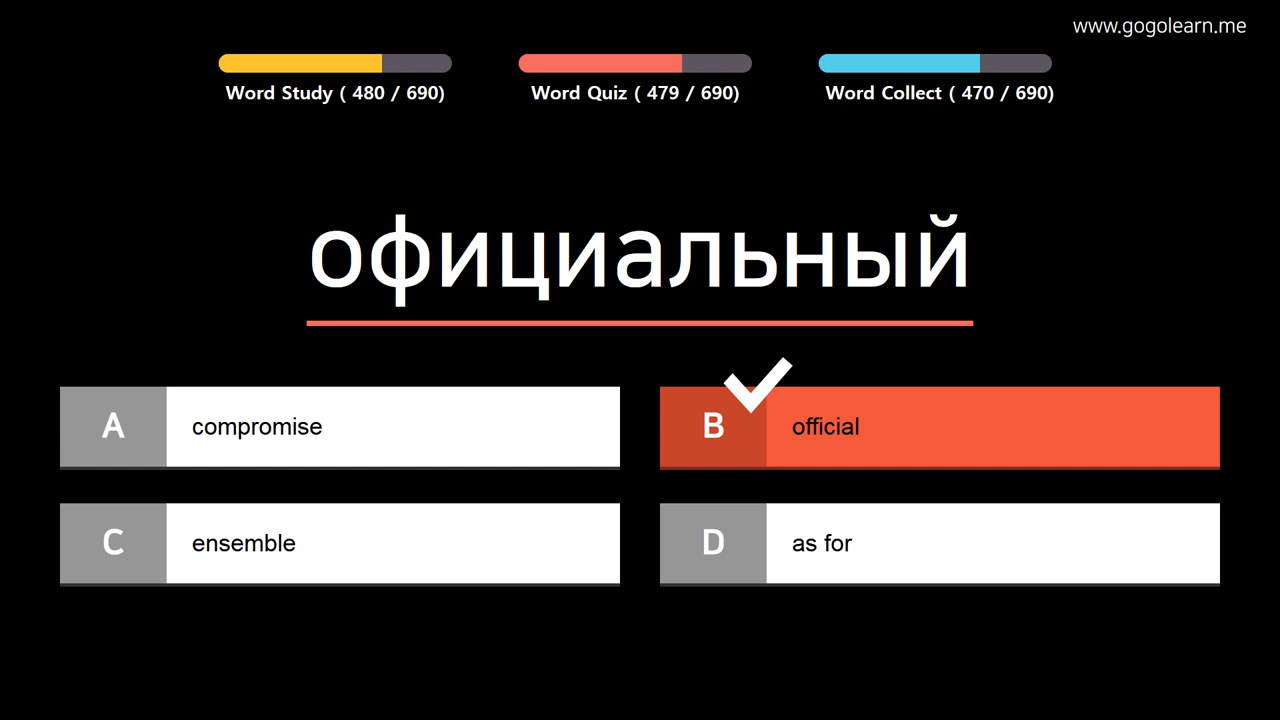 www.gogolearn.me
Word Study ( 480 / 690)
Word Quiz ( 479 / 690)
Word Collect ( 470 / 690)
официальный
A compromise
B official
C ensemble
D as for